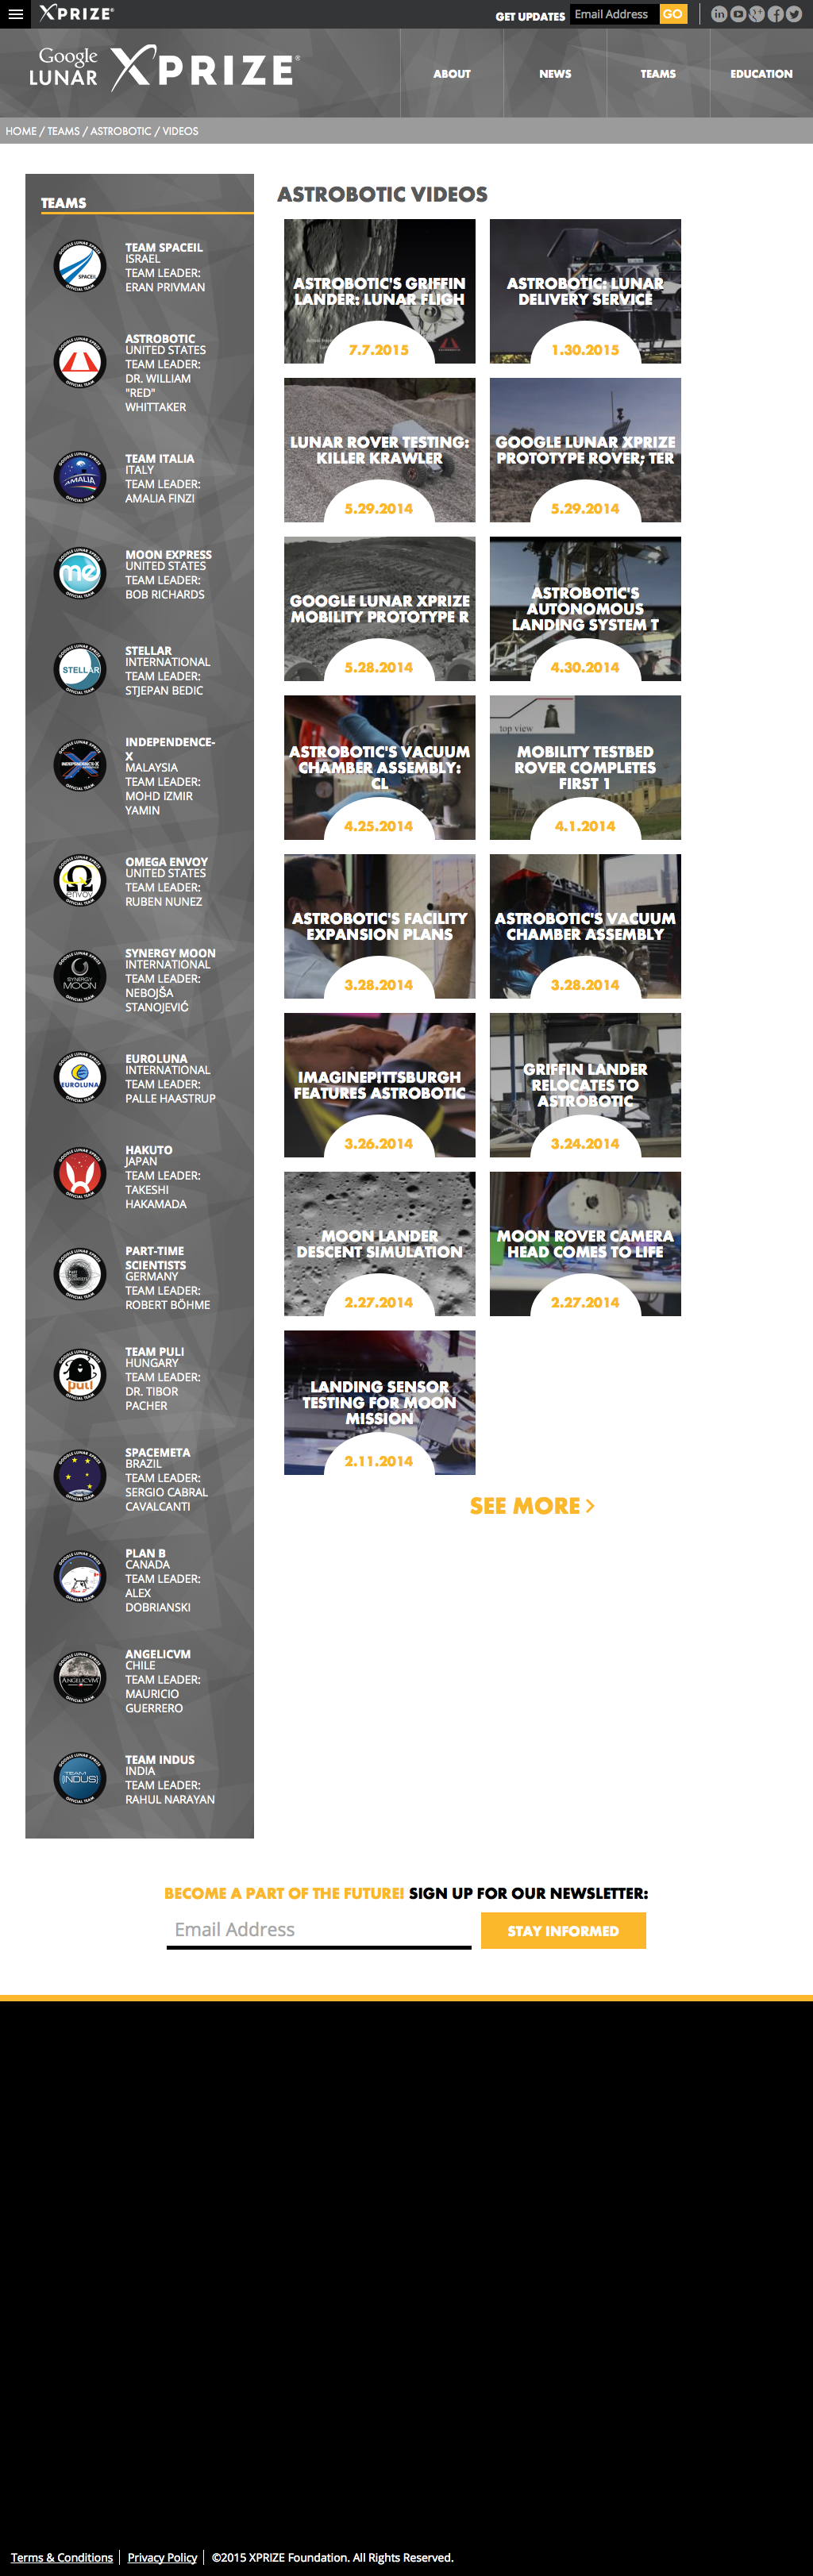 XPRIZE
GET UPDATES
Email Address
GO
Google
LUNAR
XPRIZE
ABOUT
NEWS
TEAMS
EDUCATION
HOME / TEAMS / ASTROBOTIC / VIDEOS
TEAMS
TEAM SPACEIL
ISRAEL
TEAM LEADER:
ERAN PRIVMAN
ASTROBOTIC
UNITED STATES
TEAM LEADER:
DR. WILLIAM
"RED"
WHITTAKER
TEAM ITALIA
ITALY
TEAM LEADER:
AMALIA FINZI
MOON EXPRESS
UNITED STATES
TEAM LEADER:
BOB RICHARDS
STELLAR
INTERNATIONAL
TEAM LEADER:
STJEPAN BEDIC
INDEPENDENCE-
X
MALAYSIA
TEAM LEADER:
MOHD IZMIR
YAMIN
OMEGA ENVOY
UNITED STATES
TEAM LEADER:
RUBEN NUNEZ
SYNERGY MOON
INTERNATIONAL
TEAM LEADER:
NEBOJŠA
STANOJEVIĆ
EUROLUNA
INTERNATIONAL
TEAM LEADER:
PALLE HAASTRUP
HAKUTO
JAPAN
TEAM LEADER:
TAKESHI
HAKAMADA
PART-TIME
SCIENTISTS
GERMANY
TEAM LEADER:
ROBERT BÖHME
TEAM PULI
HUNGARY
TEAM LEADER:
DR. TIBOR
PACHER
SPACEMETA
BRAZIL
TEAM LEADER:
SERGIO CABRAL
CAVALCANTI
PLAN B
CANADA
TEAM LEADER:
ALEX
DOBRIANSKI
ANGELICVM
CHILE
TEAM LEADER:
MAURICIO
GUERRERO
TEAM INDUS
INDIA
TEAM LEADER:
RAHUL NARAYAN
ASTROBOTIC VIDEOS
ASTROBOTIC'S GRIFFIN
LANDER: LUNAR FLIGH
7.7.2015
ASTROBOTIC: LUNAR
DELIVERY SERVICE
1.30.2015
LUNAR ROVER TESTING:
KILLER KRAWLER
5.29.2014
GOOGLE LUNAR XPRIZE
PROTOTYPE ROVER; TER
5.29.2014
GOOGLE LUNAR XPRIZE
MOBILITY PROTOTYPE R
5.28.2014
ASTROBOTIC'S
AUTONOMOUS
LANDING SYSTEM T
4.30.2014
ASTROBOTIC'S VACUUM
CHAMBER ASSEMBLY:
CL
4.25.2014
top view
MOBILITY TESTBED
ROVER COMPLETES
FIRST 1
4.1.2014
ASTROBOTIC'S FACILITY
EXPANSION PLANS
3.28.2014
ASTROBOTIC'S VACUUM
CHAMBER ASSEMBLY
3.28.2014
IMAGINEPITTSBURGH
FEATURES ASTROBOTIC
3.26.2014
GRIFFIN LANDER
RELOCATES TO
ASTROBOTIC
3.24.2014
MOON LANDER
DESCENT SIMULATION
2.27.2014
MOON ROVER CAMERA
HEAD COMES TO LIFE
2.27.2014
LANDING SENSOR
TESTING FOR MOON
MISSION
2.11.2014
SEE MORE >
BECOME A PART OF THE FUTURE! SIGN UP FOR OUR NEWSLETTER:
Email Address
STAY INFORMED
Terms & Conditions | Privacy Policy | ©2015 XPRIZE Foundation. All Rights Reserved.